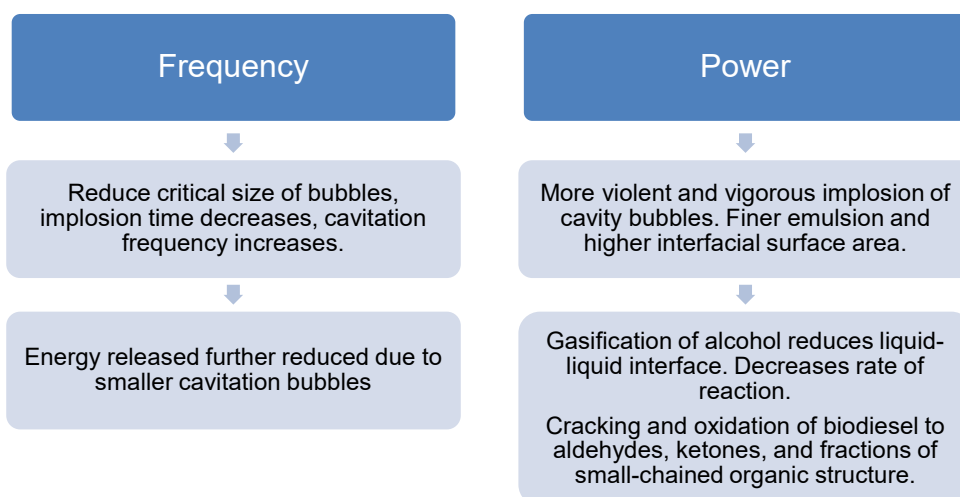 Frequency
Reduce critical size of bubbles,
implosion time decreases, cavitation
frequency increases.
Energy released further reduced due to
smaller cavitation bubbles
Power
More violent and vigorous implosion of
cavity bubbles. Finer emulsion and
higher interfacial surface area.
Gasification of alcohol reduces liquid-
liquid interface. Decreases rate of
reaction.
Cracking and oxidation of biodiesel to
aldehydes, ketones, and fractions of
small-chained organic structure.